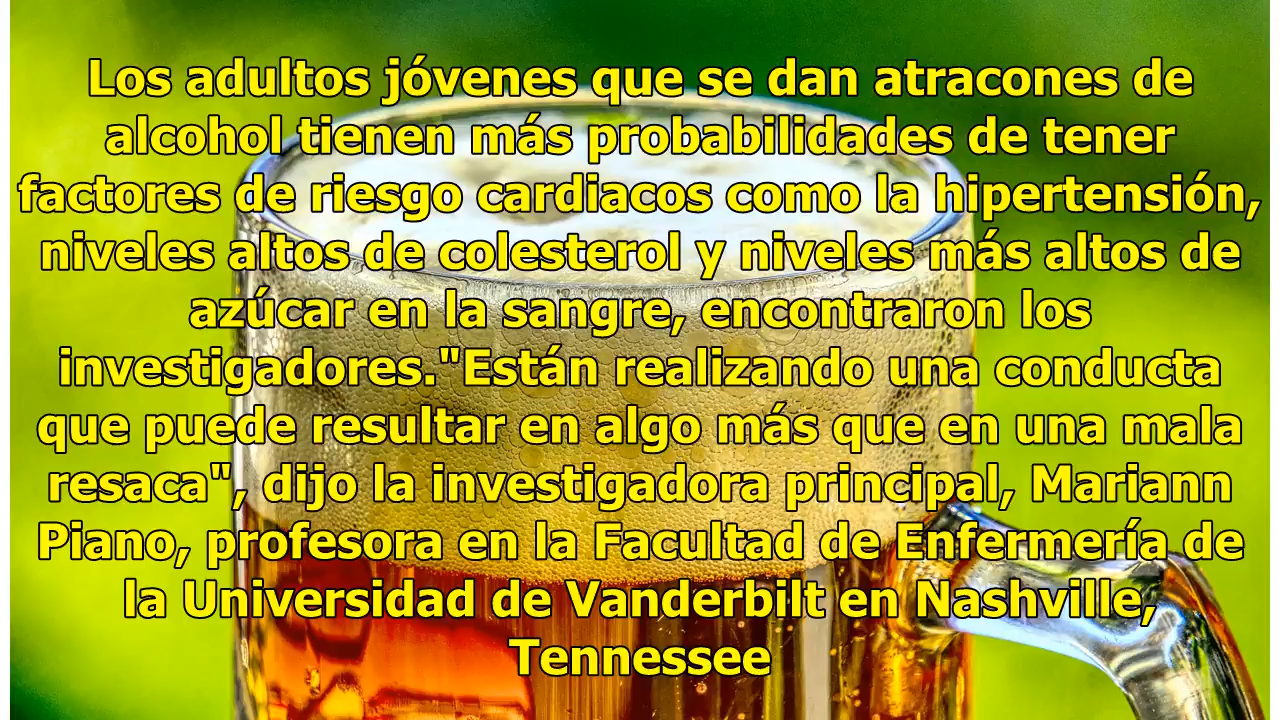 Los adultos jóvenes que se dan atracones de
alcohol tienen más probabilidades de tener
factores de riesgo cardiacos como la hipertensión,
niveles altos de colesterol y niveles más altos de
azúcar en la sangre, encontraron los
investigadores."Están realizando una conducta
que puede resultar en algo más que en una mala
resaca", dijo la investigadora principal, Mariann
Piano, profesora en la Facultad de Enfermería de
la Universidad de Vanderbilt en Nashville,
Tennessee